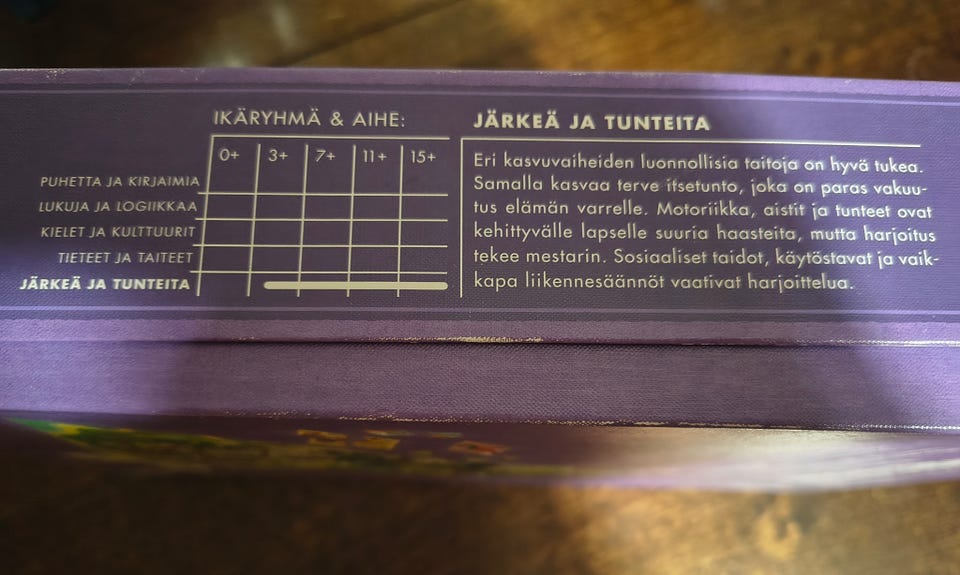 IKÄRYHMÄ & AIHE:
0+ 3+ 7+ 11+ 15+
PUHETTA JA KIRJAIMIA
LUKUJA JA LOGIIKKAA
KIELET JA KULTTUURIT
TIETEET JA TAITEET
JÄRKEÄ JA TUNTEITA
JÄRKEÄ JA TUNTEITA
Eri kasvuvaiheiden luonnollisia taitoja on hyvä tukea.
Samalla kasvaa terve itsetunto, joka on paras vakuu-
tus elämän varrelle. Motoriikka, aistit ja tunteet ovat
kehittyvälle lapselle suuria haasteita, mutta harjoitus
tekee mestarin. Sosiaaliset taidot, käytöstavat ja vaik-
kapa liikennesäännöt vaativat harjoittelua.